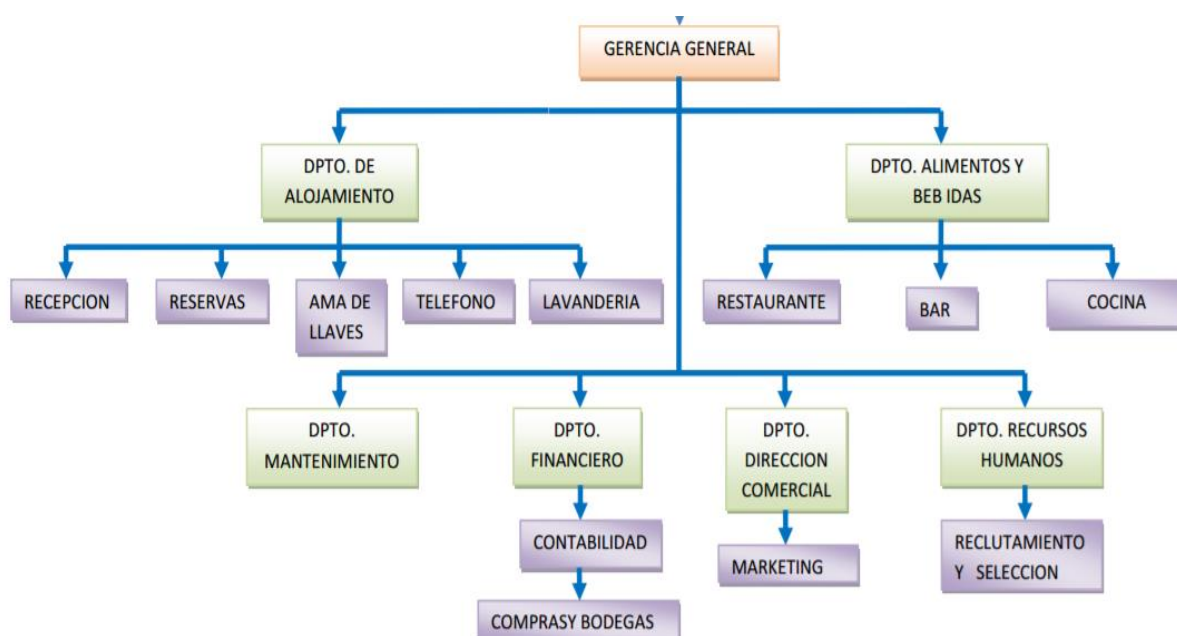 GERENCIA GENERAL
DPTO. DE
ALOJAMIENTO
DPTO. ALIMENTOS Y
BEB IDAS
RECEPCION
RESERVAS
AMA DE
LLAVES
TELEFONO
LAVANDERIA
RESTAURANTE
BAR
COCINA
DPTO.
MANTENIMIENTO
DPTO.
FINANCIERO
DPTO.
DIRECCION
COMERCIAL
DPTO. RECURSOS
HUMANOS
CONTABILIDAD
MARKETING
RECLUTAMIENTO
Y SELECCION
COMPRASY BODEGAS